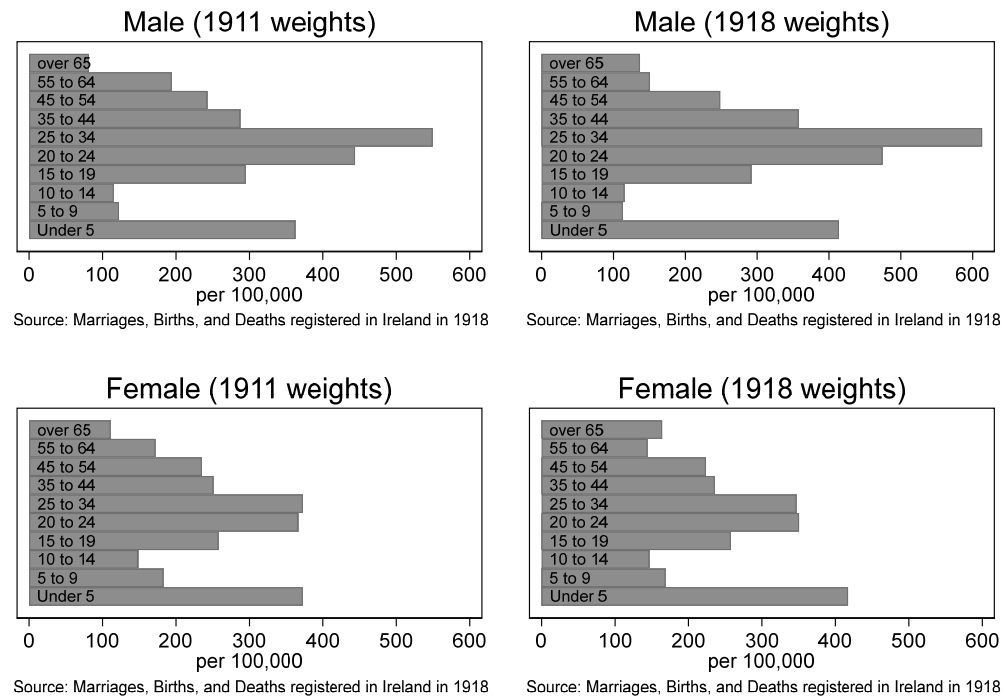 Male (1911 weights)
over 65
55 to 64
45 to 54
35 to 44
25 to 34
20 to 24
15 to 19
10 to 14
5 to 9
Under 5
0 100 200 300 400 500 600
per 100,000
Source: Marriages, Births, and Deaths registered in Ireland in 1918
Male (1918 weights)
over 65
55 to 64
45 to 54
35 to 44
25 to 34
20 to 24
15 to 19
10 to 14
5 to 9
Under 5
0 100 200 300 400 500 600
per 100,000
Source: Marriages, Births, and Deaths registered in Ireland in 1918
Female (1911 weights)
over 65
55 to 64
45 to 54
35 to 44
25 to 34
20 to 24
15 to 19
10 to 14
5 to 9
Under 5
0 100 200 300 400 500 600
per 100,000
Source: Marriages, Births, and Deaths registered in Ireland in 1918
Female (1918 weights)
over 65
55 to 64
45 to 54
35 to 44
25 to 34
20 to 24
15 to 19
10 to 14
5 to 9
Under 5
0 100 200 300 400 500 600
per 100,000
Source: Marriages, Births, and Deaths registered in Ireland in 1918